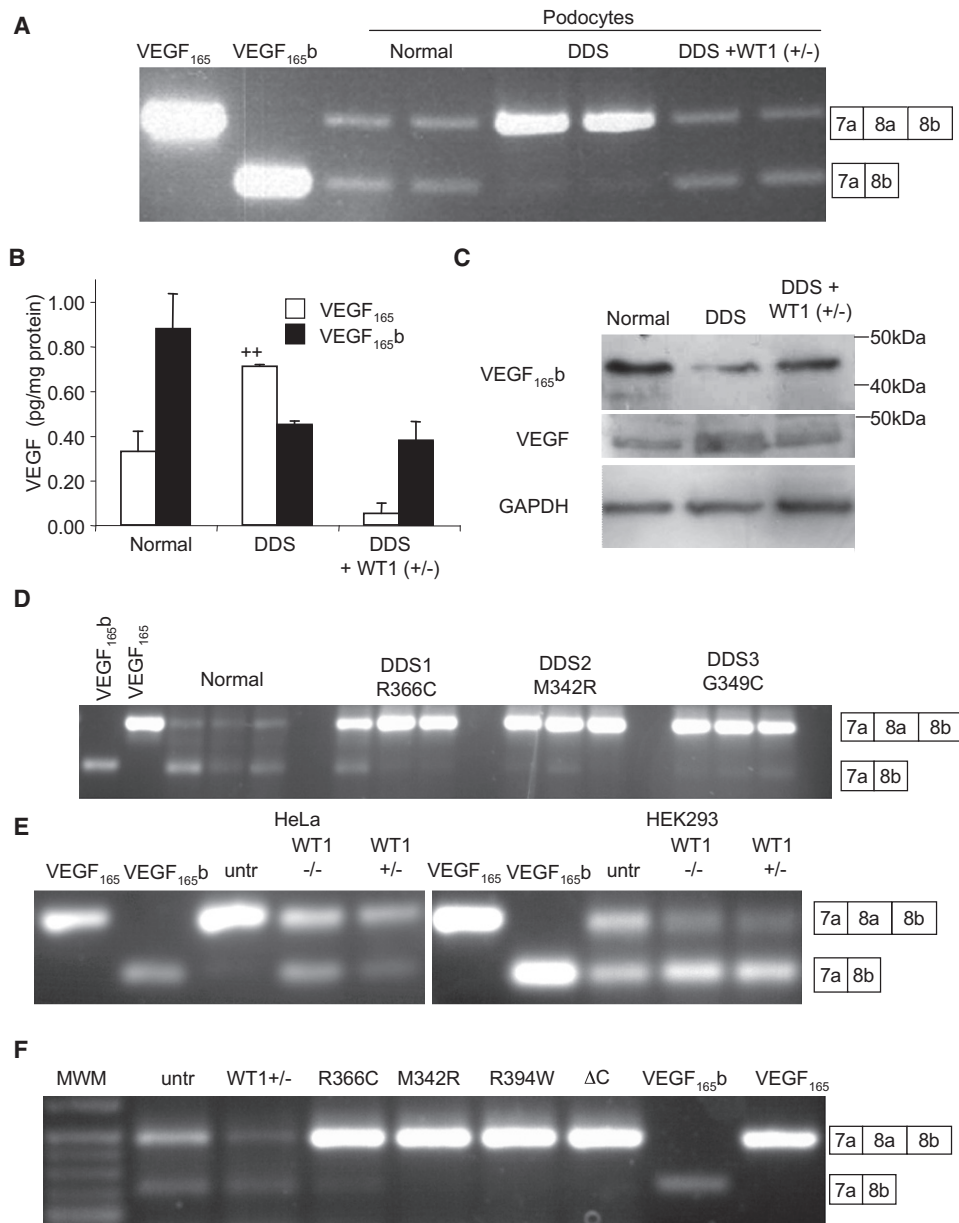 A
Podocytes
VEGF165 VEGF165b Normal DDS DDS +WT1 (+/-)
7a 8a 8b
7a 8b
B
VEGF (pg/mg protein)
1.00
0.80
0.60
0.40
0.20
0.00
++
VEGF165
VEGF165b
Normal DDS DDS
+ WT1 (+/-)
C
Normal DDS DDS +
WT1 (+/-)
VEGF165b
50kDa
40kDa
VEGF
50kDa
GAPDH
D
VEGF165b
VEGF165
Normal
DDS1
R366C
DDS2
M342R
DDS3
G349C
7a 8a 8b
7a 8b
E
HeLa
VEGF165 VEGF165b untr WT1
-/-
WT1
+/-
HEK293
VEGF165 VEGF165b untr WT1
-/-
WT1
+/-
7a 8a 8b
7a 8b
F
MWM untr WT1+/- R366C M342R R394W ΔC VEGF165b VEGF165
7a 8a 8b
7a 8b